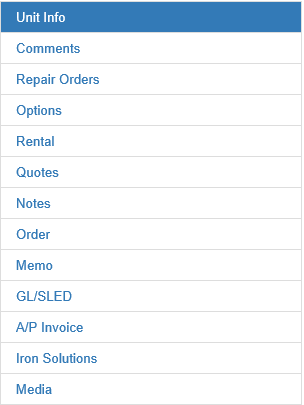 Unit Info
Comments
Repair Orders
Options
Rental
Quotes
Notes
Order
Memo
GL/SLED
A/P Invoice
Iron Solutions
Media